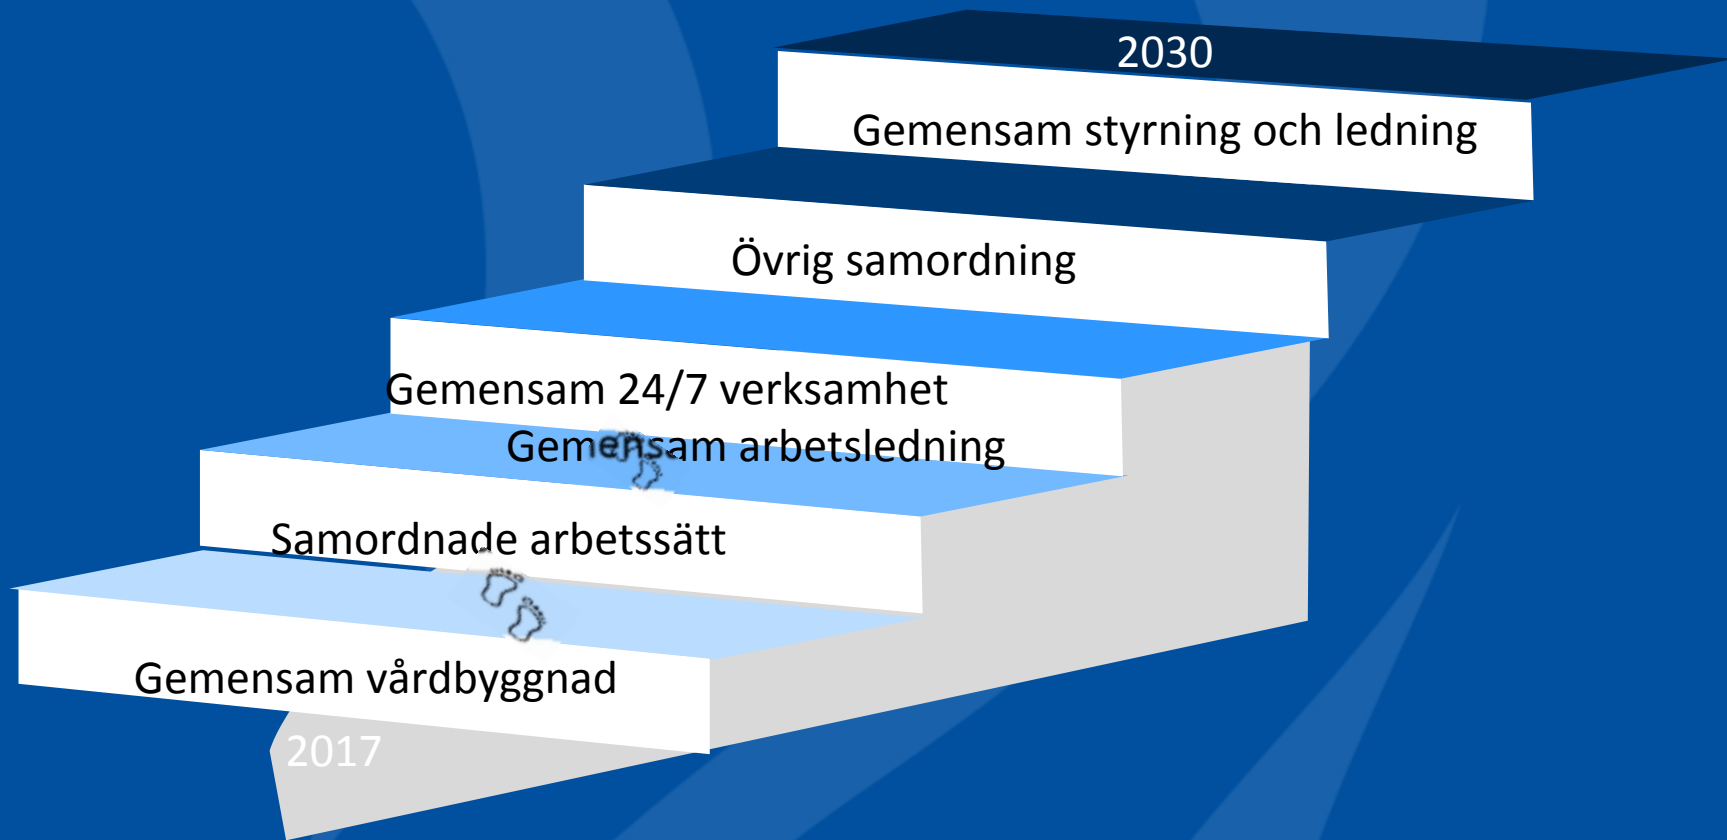 2030
Gemensam styrning och ledning
Övrig samordning
Gemensam 24/7 verksamhet
Gemensam arbetsledning
Samordnade arbetssätt
Gemensam vårdbyggnad
2017